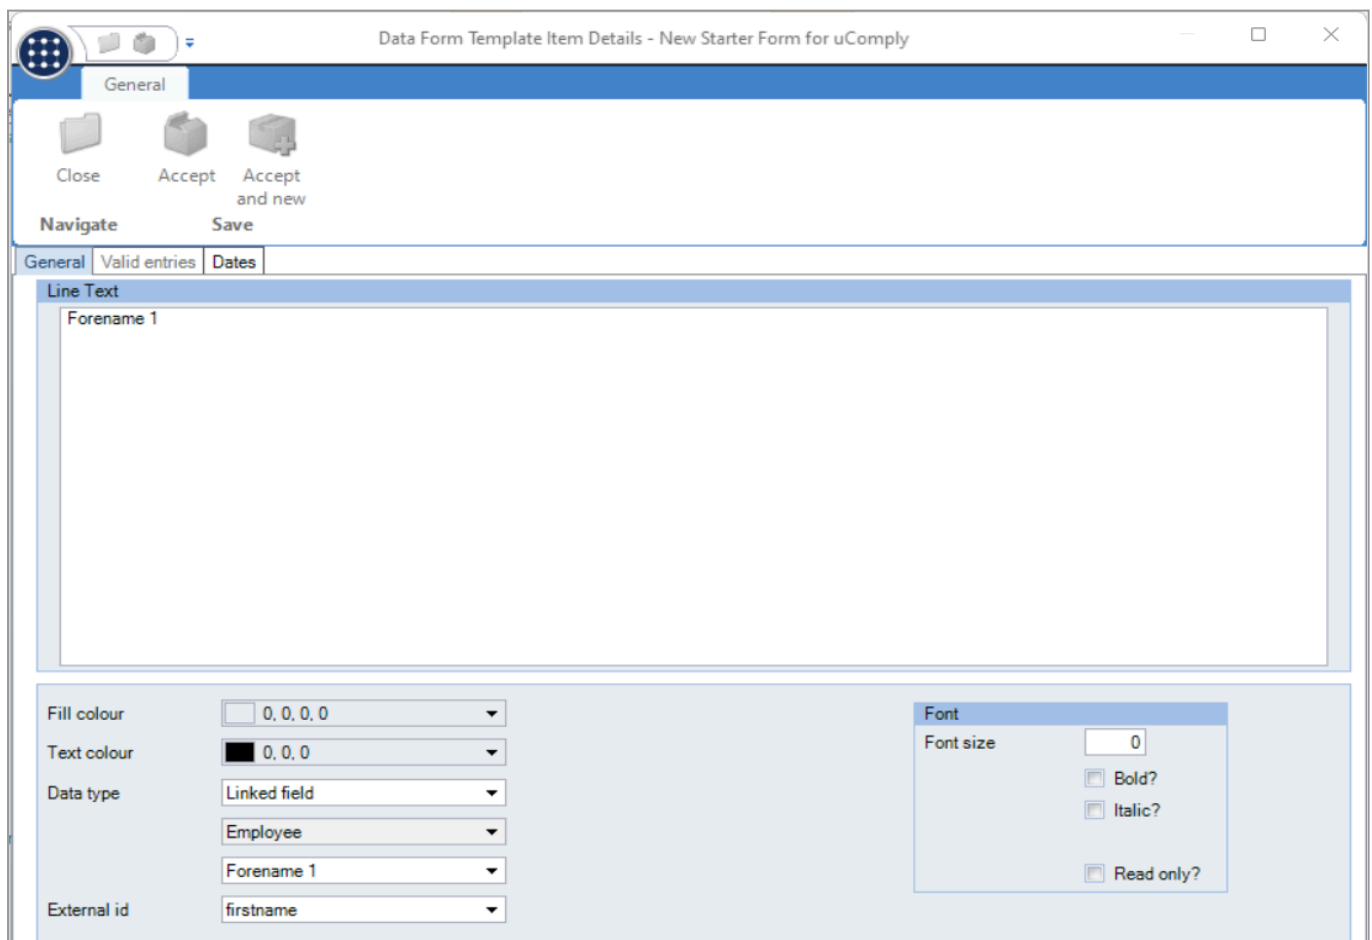 Data Form Template Item Details - New Starter Form for uComply
General
Close Accept Accept and new
Navigate Save
General Valid entries Dates
Line Text
Forename 1
Fill colour 0, 0, 0, 0
Font
Text colour 0, 0, 0
Font size 0
Bold?
Data type Linked field
Italic?
Employee
Forename 1
Read only?
External id firstname